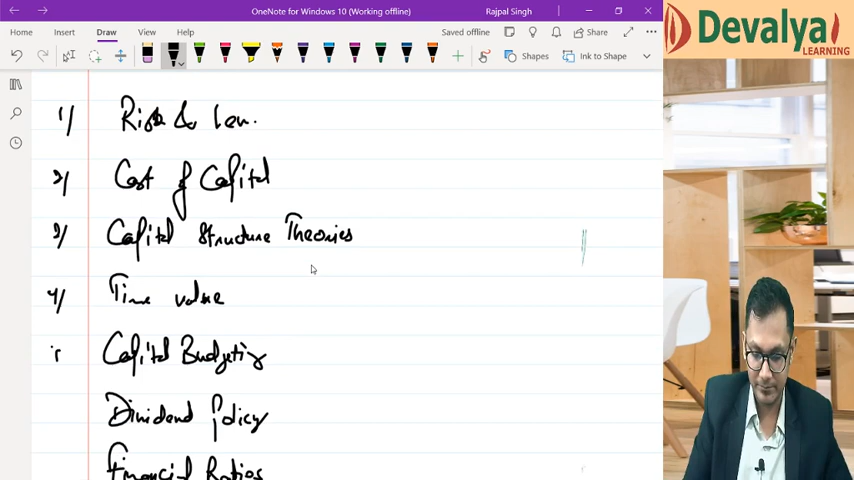 OneNote for Windows 10 (Working offline)
Rajpal Singh
Devalya
LEARNING
Home Insert Draw View Help Saved offline Share
Shapes Ink to Shape
1) Risk & lev.
2) Cost of Capital
3) Capital Structure Theories
4) Time value
Capital Budgeting
Dividend Policy
Financial Ratios